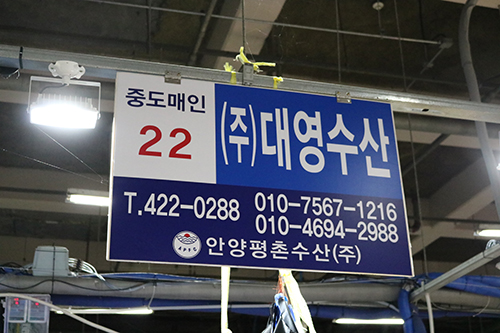 중도매인
22
(주)대영수산
T.422-0288
010-7567-1216
010-4694-2988
안양평촌수산(주)